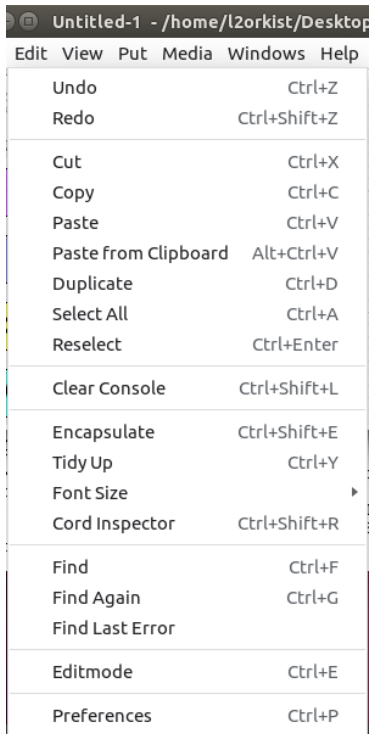 Untitled-1 - /home/l2orkist/Desktop
Edit View Put Media Windows Help
Undo Ctrl+Z
Redo Ctrl+Shift+Z
Cut Ctrl+X
Copy Ctrl+C
Paste Ctrl+V
Paste from Clipboard Alt+Ctrl+V
Duplicate Ctrl+D
Select All Ctrl+A
Reselect Ctrl+Enter
Clear Console Ctrl+Shift+L
Encapsulate Ctrl+Shift+E
Tidy Up Ctrl+Y
Font Size
Cord Inspector Ctrl+Shift+R
Find Ctrl+F
Find Again Ctrl+G
Find Last Error
Editmode Ctrl+E
Preferences Ctrl+P